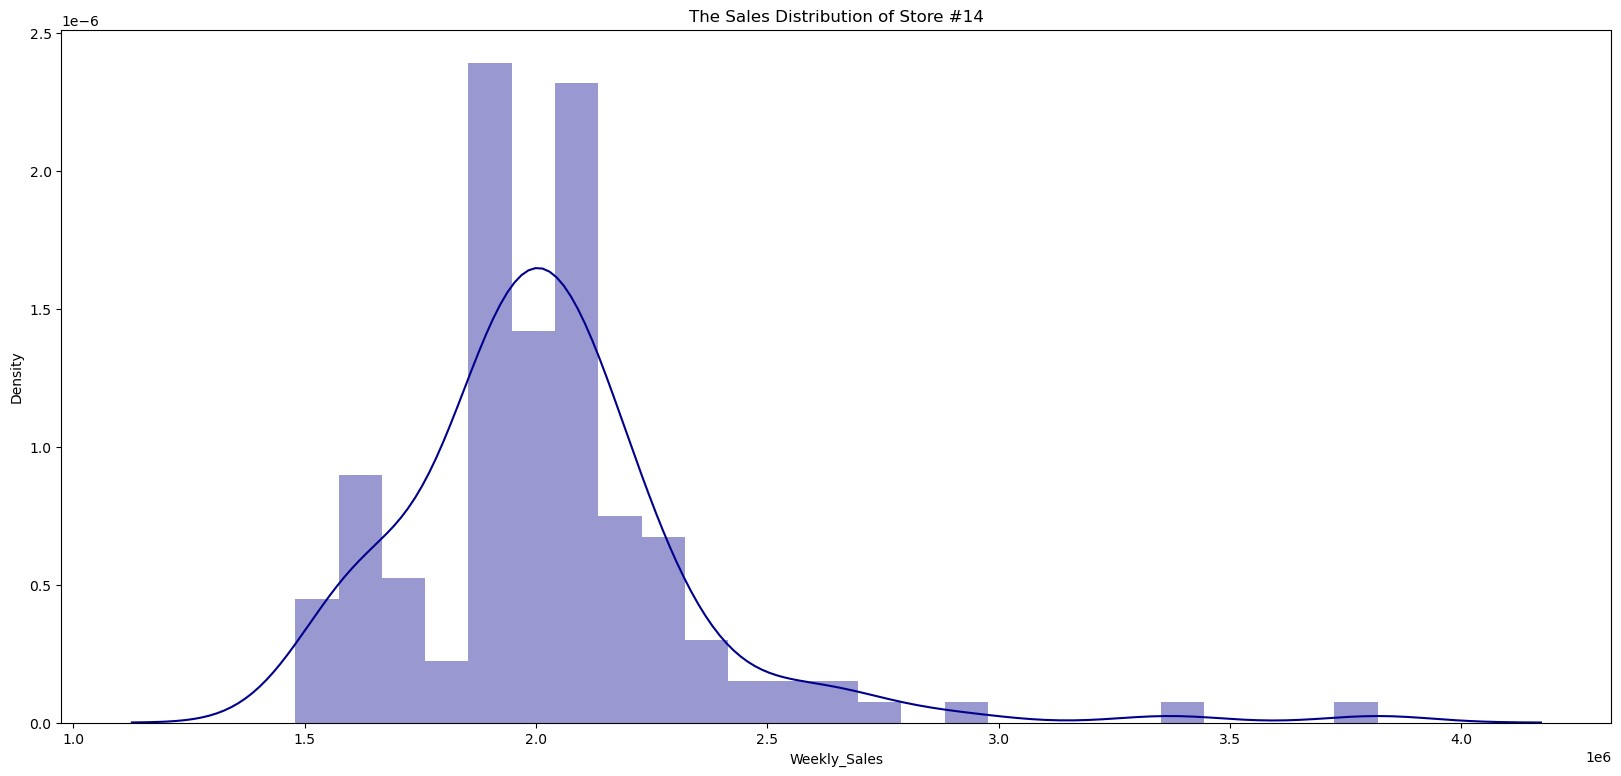 The Sales Distribution of Store #14
1e−6
2.5
2.0
1.5
1.0
0.5
0.0
Density
1.0 1.5 2.0 2.5 3.0 3.5 4.0
1e6
Weekly_Sales